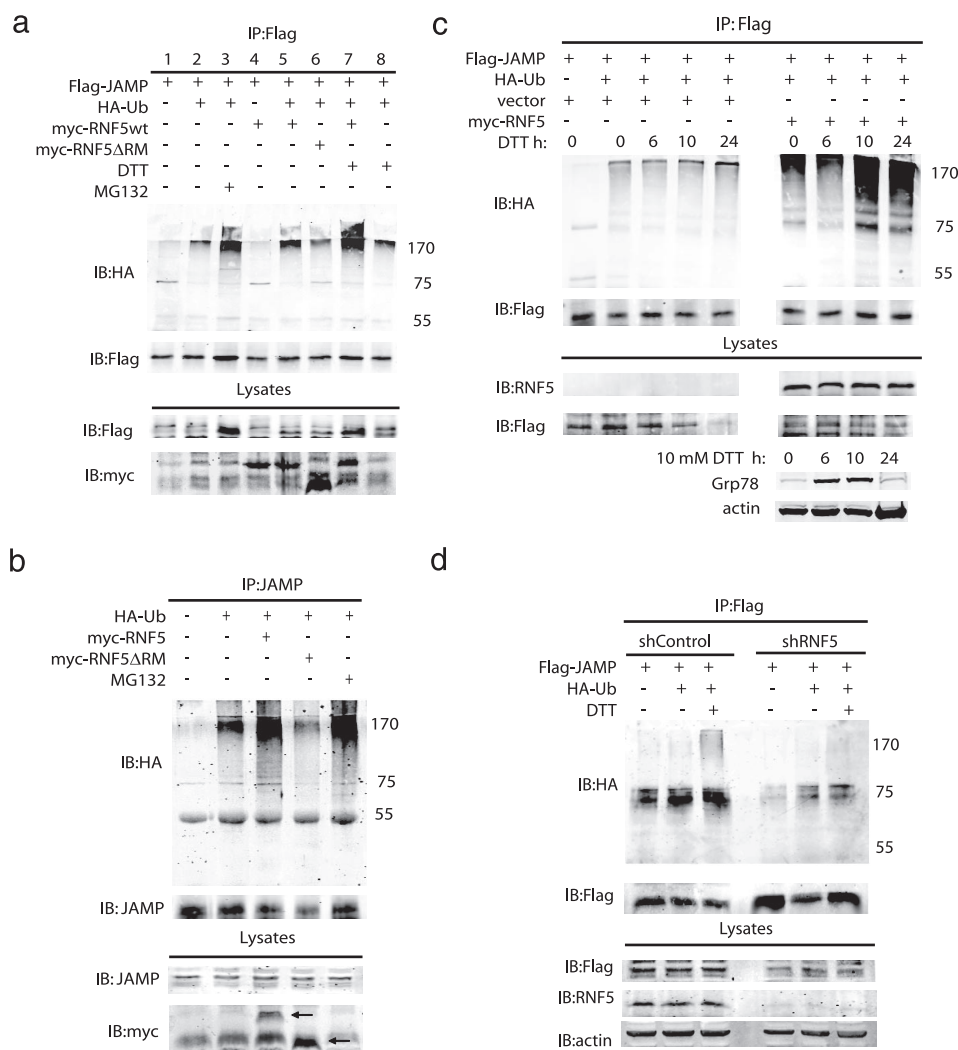 a
IP:Flag
1 2 3 4 5 6 7 8
Flag-JAMP + + + + + + + +
HA-Ub - + + - + + + +
myc-RNF5wt - - - + + - + -
myc-RNF5ΔRM - - - - - + - -
DTT - - - - - - + +
MG132 - - + - - - - -
IB:HA
170
75
55
IB:Flag
Lysates
IB:Flag
IB:myc
b
IP:JAMP
HA-Ub - + + + +
myc-RNF5 - - + - -
myc-RNF5ΔRM - - - + -
MG132 - - - - +
IB:HA
170
75
55
IB: JAMP
Lysates
IB: JAMP
IB:myc
c
IP: Flag
Flag-JAMP + + + + + + + + +
HA-Ub - + + + + + + + +
vector + + + + + - - - -
myc-RNF5 - - - - - + + + +
DTT h: 0 0 6 10 24 0 6 10 24
IB:HA
170
75
55
IB:Flag
Lysates
IB:RNF5
IB:Flag
10 mM DTT h: 0 6 10 24
Grp78
actin
d
IP:Flag
shControl shRNF5
Flag-JAMP + + + + + +
HA-Ub - + + - + +
DTT - - + - - +
IB:HA
170
75
55
IB:Flag
Lysates
IB:Flag
IB:RNF5
IB:actin